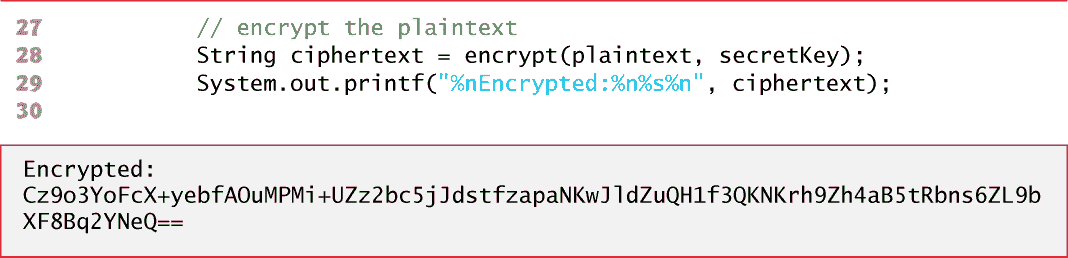 27 // encrypt the plaintext
28 String ciphertext = encrypt(plaintext, secretKey);
29 System.out.printf("%nEncrypted:%n%s%n", ciphertext);
30
Encrypted:
Cz9o3YoFcX+yebfAOuMPMi+UZz2bc5jJdstfzapaNKwJldZuQH1f3QKNKrh9Zh4aB5tRbns6ZL9b
XF8Bq2YNeQ==